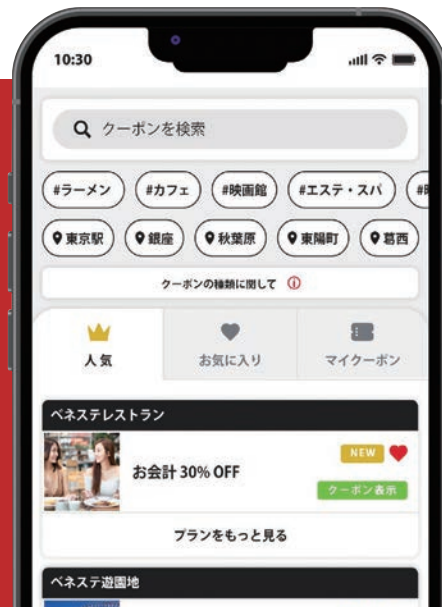 10:30
クーポンを検索
#ラーメン #カフェ #映画館 #エステ・スパ
東京駅 銀座 秋葉原 東陽町 葛西
クーポンの種類に関して
人気 お気に入り マイクーポン
ベネステレストラン
NEW
お会計 30% OFF
クーポン表示
プランをもっと見る
ベネステ遊園地